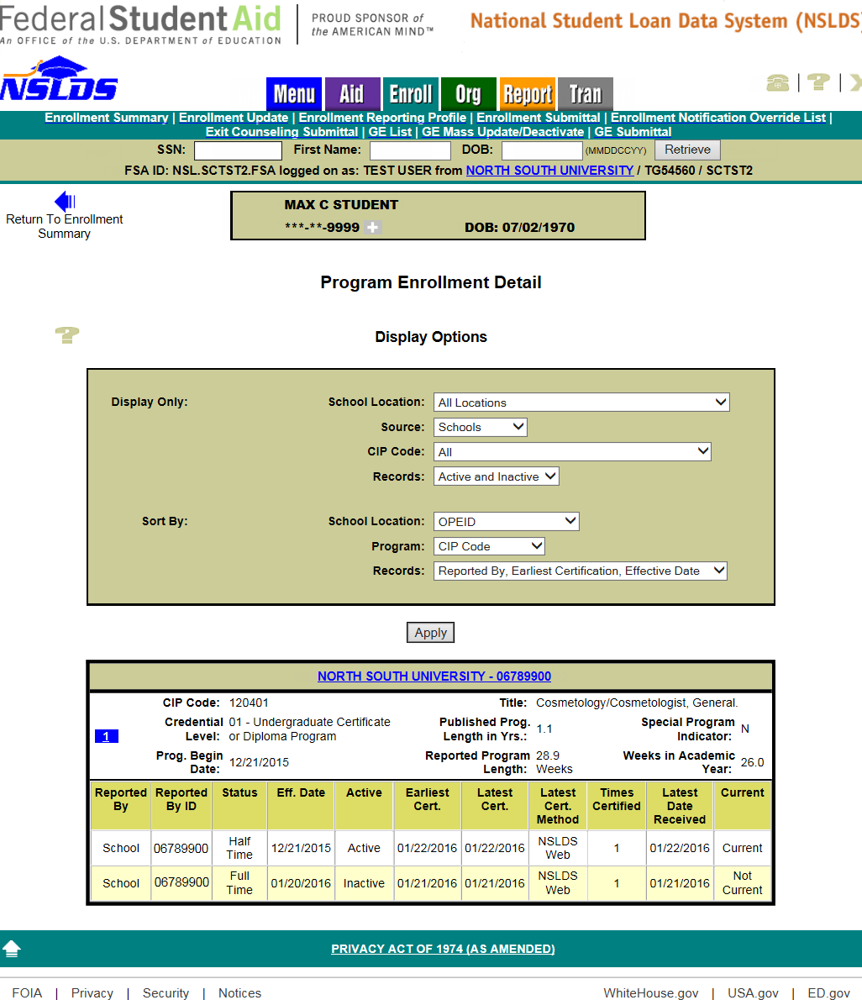 Federal Student Aid
An OFFICE of the U.S. DEPARTMENT of EDUCATION
PROUD SPONSOR of
the AMERICAN MIND™
National Student Loan Data System (NSLDS)
NSLDS
Menu Aid Enroll Org Report Tran
Enrollment Summary | Enrollment Update | Enrollment Reporting Profile | Enrollment Submittal | Enrollment Notification Override List |
Exit Counseling Submittal | GE List | GE Mass Update/Deactivate | GE Submittal
SSN: First Name: DOB: (MMDDCCYY) Retrieve
FSA ID: NSL.SCTST2.FSA logged on as: TEST USER from NORTH SOUTH UNIVERSITY / TG54560 / SCTST2
Return To Enrollment
Summary
MAX C STUDENT
***-**-9999 DOB: 07/02/1970
Program Enrollment Detail
Display Options
Display Only: School Location: All Locations
Source: Schools
CIP Code: All
Records: Active and Inactive
Sort By: School Location: OPEID
Program: CIP Code
Records: Reported By, Earliest Certification, Effective Date
Apply
NORTH SOUTH UNIVERSITY - 06789900
CIP Code: 120401 Title: Cosmetology/Cosmetologist, General.
1
Credential Level: 01 - Undergraduate Certificate or Diploma Program Published Prog. Length in Yrs.: 1.1 Special Program Indicator: N
Prog. Begin Date: 12/21/2015 Reported Program Length: 28.9 Weeks Weeks in Academic Year: 26.0
Reported By Reported By ID Status Eff. Date Active Earliest Cert. Latest Cert. Latest Cert. Method Times Certified Latest Date Received Current
School 06789900 Half Time 12/21/2015 Active 01/22/2016 01/22/2016 NSLDS Web 1 01/22/2016 Current
School 06789900 Full Time 01/20/2016 Inactive 01/21/2016 01/21/2016 NSLDS Web 1 01/21/2016 Not Current
PRIVACY ACT OF 1974 (AS AMENDED)
FOIA | Privacy | Security | Notices WhiteHouse.gov | USA.gov | ED.gov